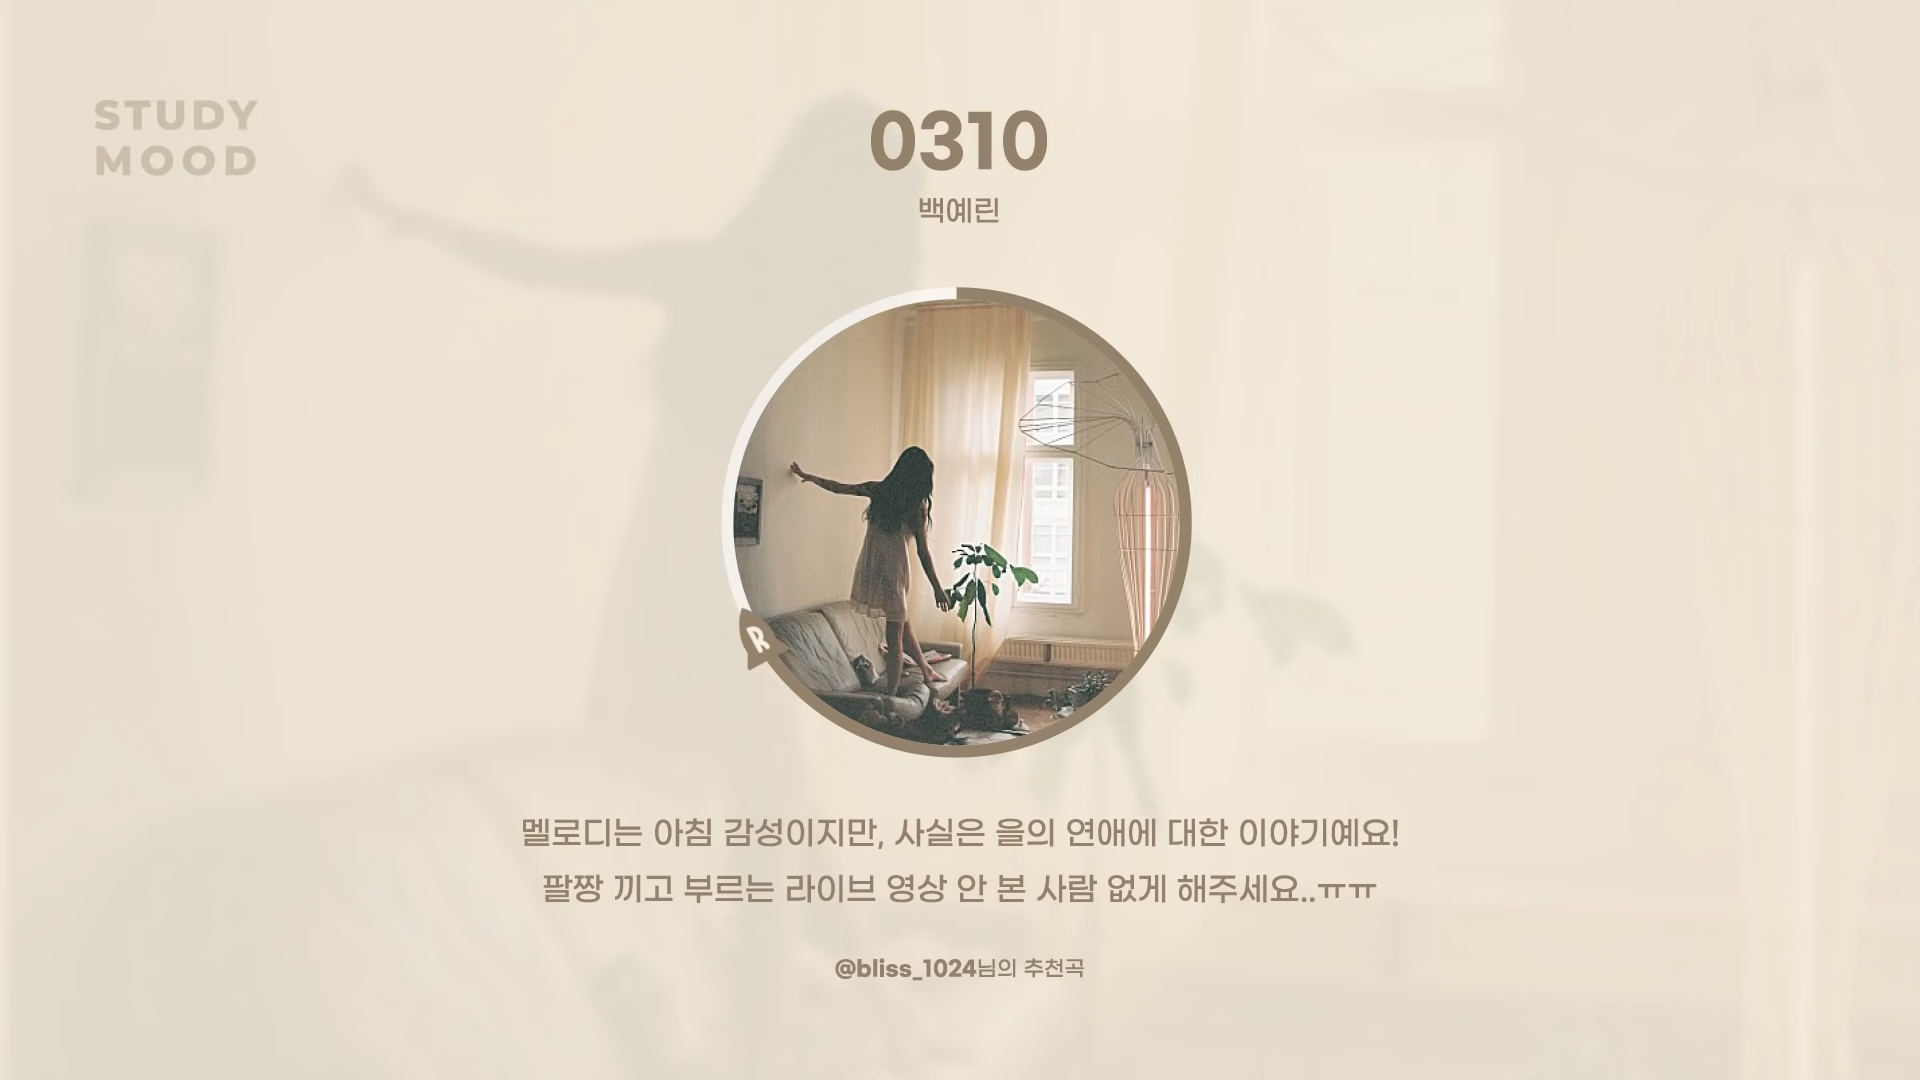 STUDY
MOOD
0310
백예린
R
멜로디는 아침 감성이지만, 사실은 을의 연애에 대한 이야기예요!
팔짱 끼고 부르는 라이브 영상 안 본 사람 없게 해주세요..ㅠㅠ
@bliss_1024님의 추천곡